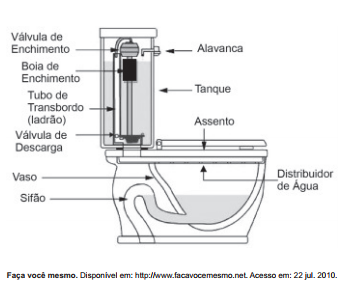 Válvula de
Enchimento
Alavanca
Boia de
Enchimento
Tanque
Tubo de
Transbordo
(ladrão)
Assento
Válvula de
Descarga
Distribuidor
de Água
Vaso
Sifão
Faça você mesmo. Disponível em: http://www.facavocemesmo.net. Acesso em: 22 jul. 2010.